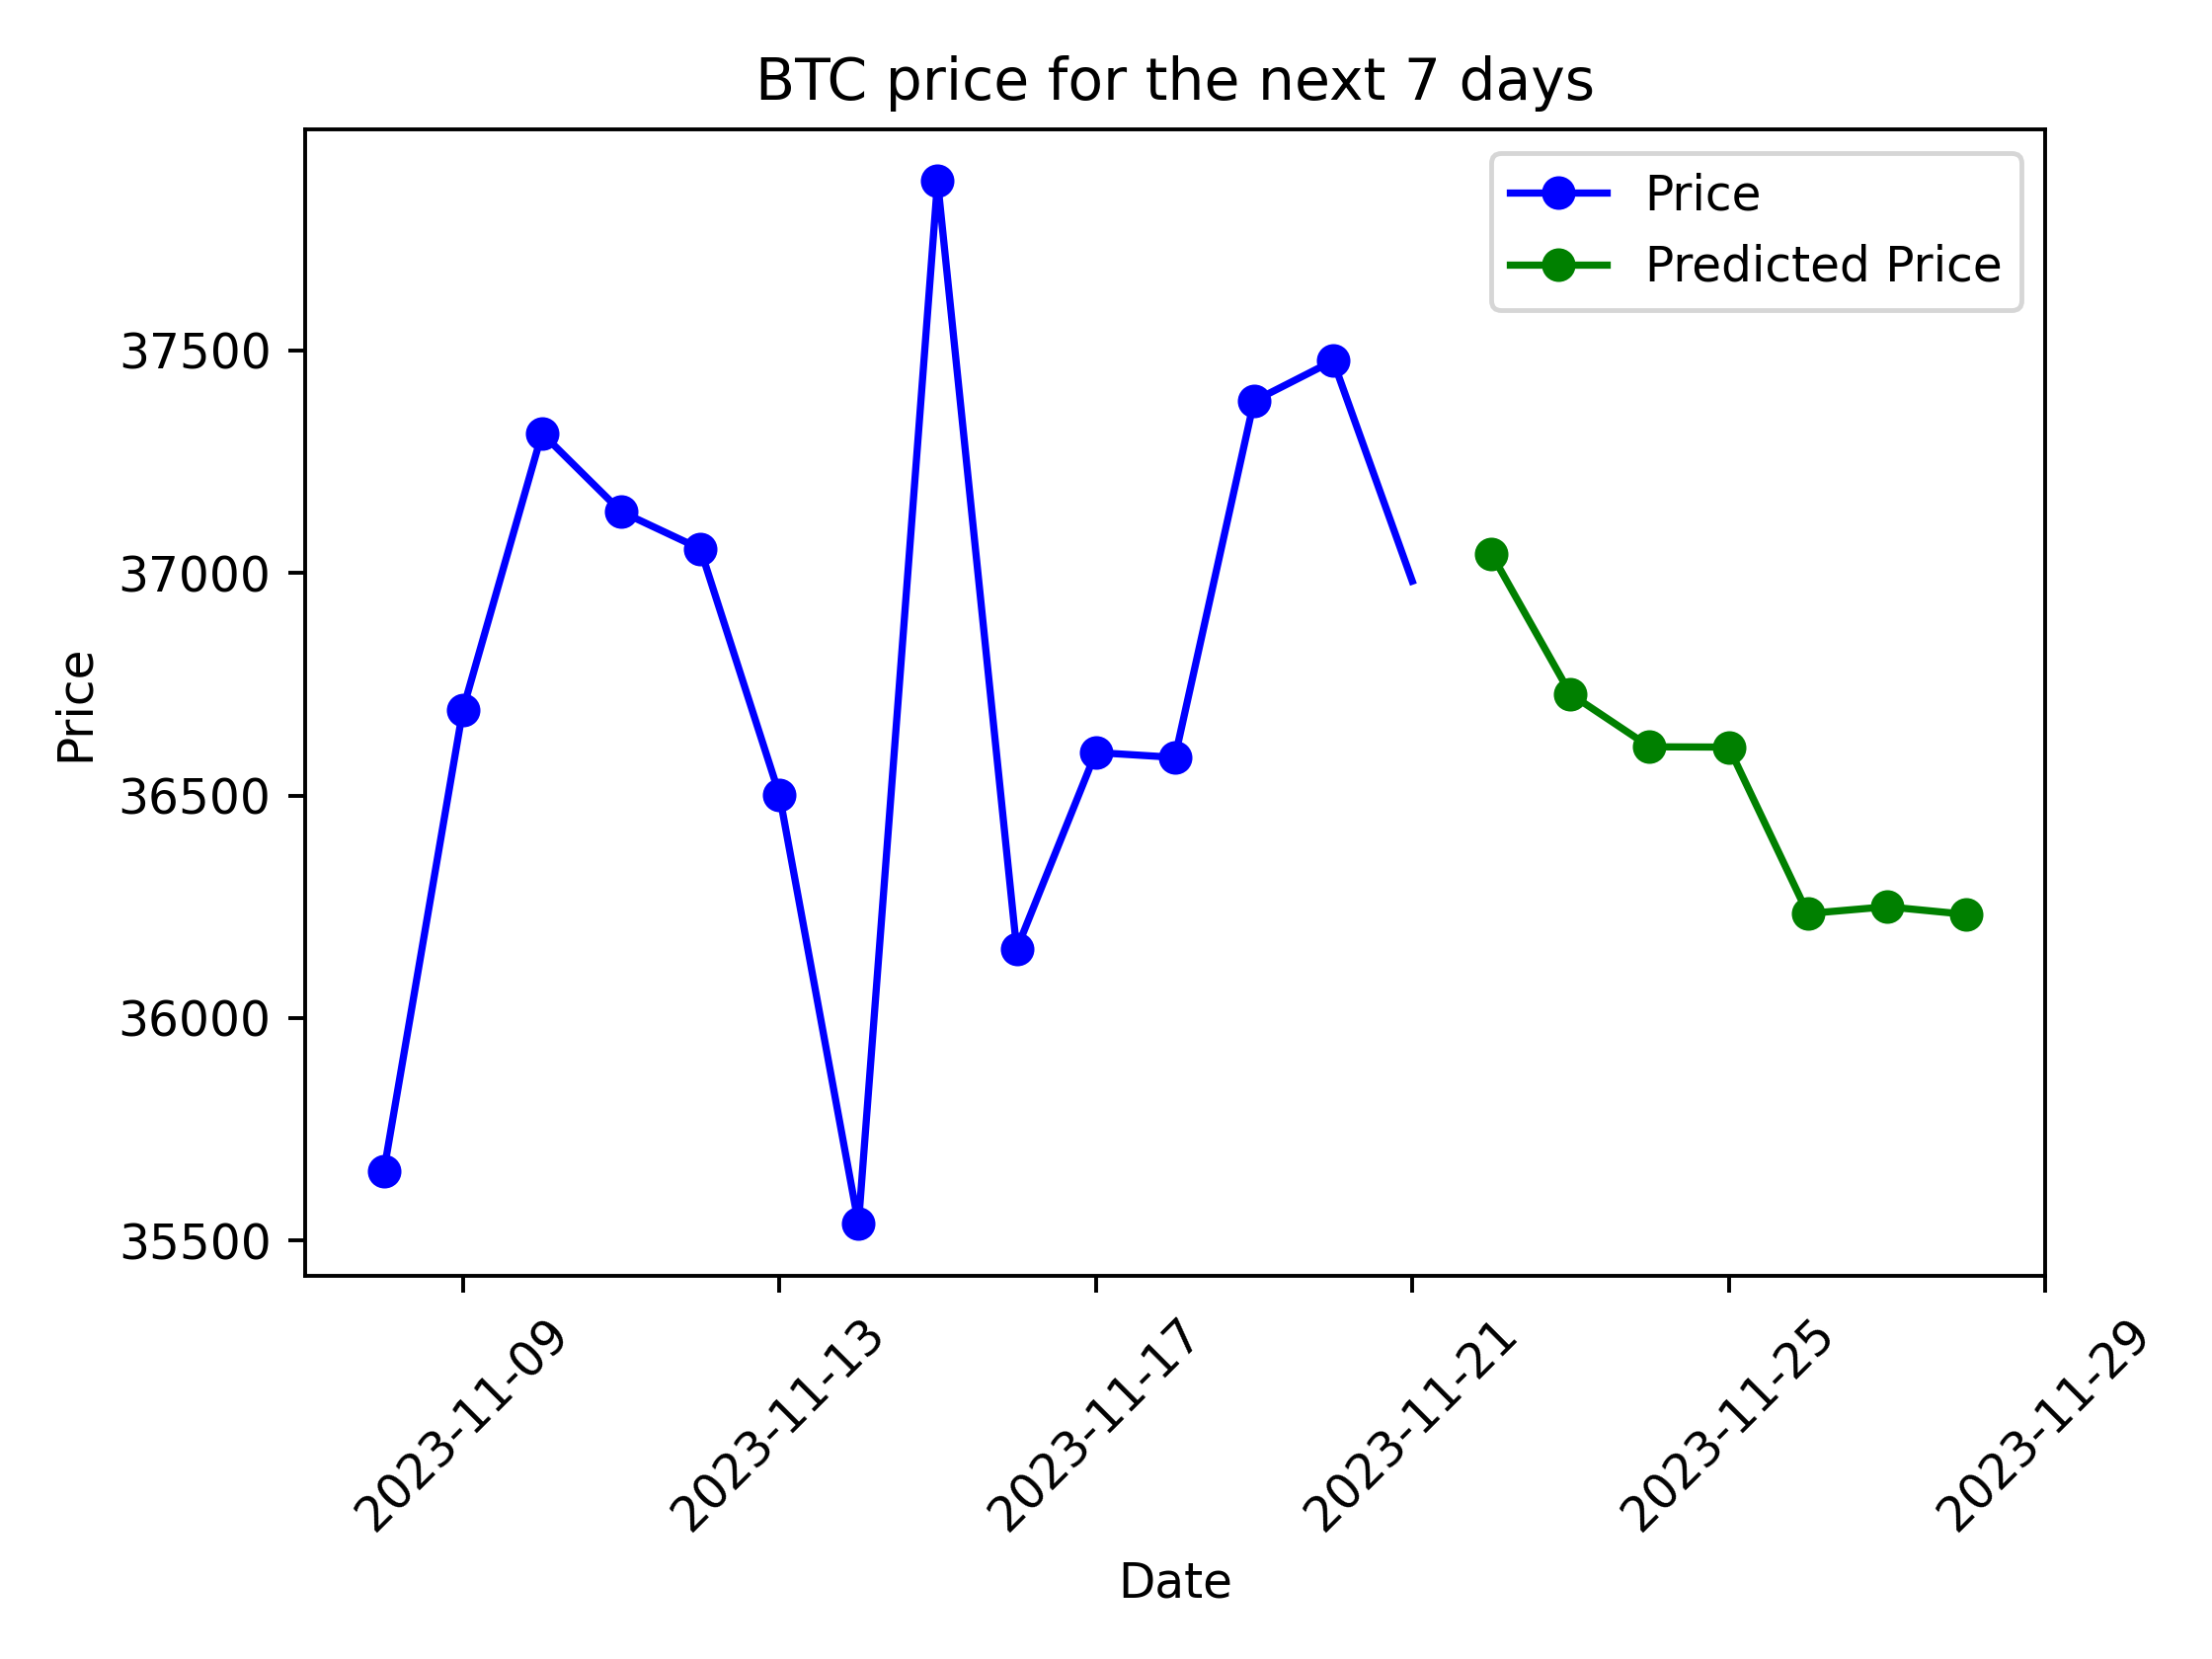 BTC price for the next 7 days
Price
Predicted Price
37500
37000
36500
36000
35500
Price
2023-11-09
2023-11-13
2023-11-17
2023-11-21
2023-11-25
2023-11-29
Date